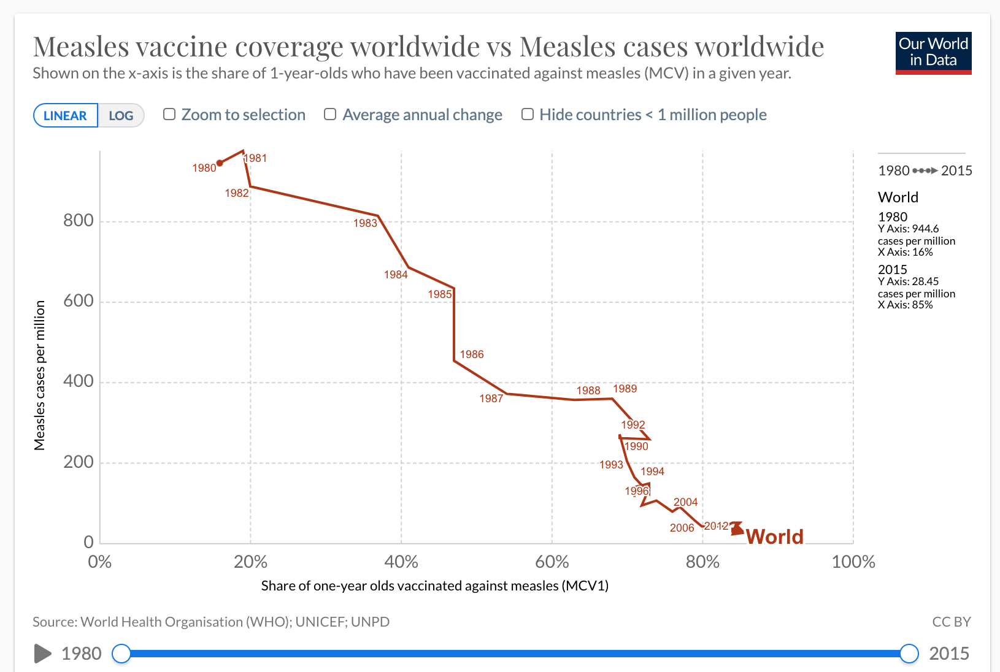 Measles vaccine coverage worldwide vs Measles cases worldwide
Our World
in Data
Shown on the x-axis is the share of 1-year-olds who have been vaccinated against measles (MCV) in a given year.
LINEAR LOG Zoom to selection Average annual change Hide countries < 1 million people
1980 1981
1982
1983
1984
1985
1986
1987 1988 1989
1992
1990
1993 1994
1996
2004
2006 2012 World
800
600
400
200
0
Measles cases per million
0% 20% 40% 60% 80% 100%
Share of one-year olds vaccinated against measles (MCV1)
1980 2015
World
1980
Y Axis: 944.6
cases per million
X Axis: 16%
2015
Y Axis: 28.45
cases per million
X Axis: 85%
Source: World Health Organisation (WHO); UNICEF; UNPD CC BY
1980 2015